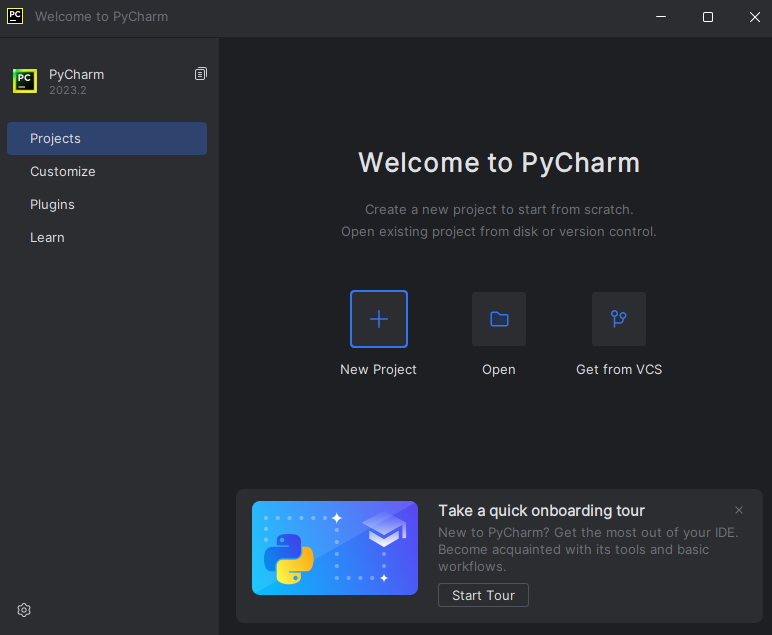 PC
Welcome to PyCharm
PC
PyCharm
2023.2
Projects
Customize
Plugins
Learn
Welcome to PyCharm
Create a new project to start from scratch.
Open existing project from disk or version control.
New Project
Open
Get from VCS
Take a quick onboarding tour
New to PyCharm? Get the most out of your IDE.
Become acquainted with its tools and basic
workflows.
Start Tour